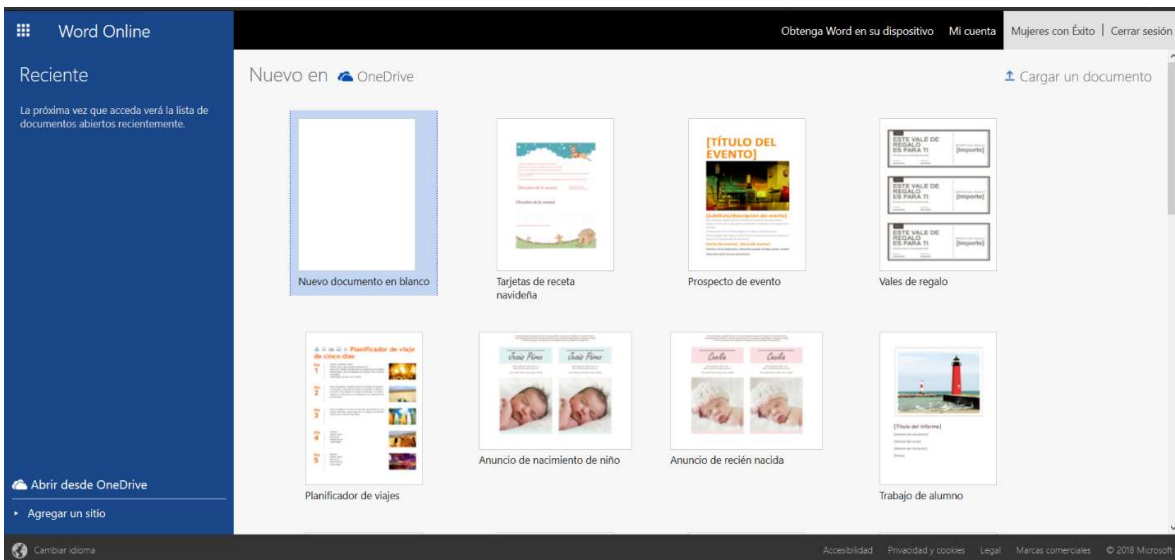 Word Online
Obtenga Word en su dispositivo
Mi cuenta
Mujeres con Éxito | Cerrar sesión
Reciente
La próxima vez que acceda verá la lista de
documentos abiertos recientemente.
Nuevo en OneDrive
Cargar un documento
[TÍTULO DEL
EVENTO]
ESTE VALE DE
REGALO
ES PARA TI
[Importe]
ESTE VALE DE
REGALO
ES PARA TI
[Importe]
ESTE VALE DE
REGALO
ES PARA TI
[Importe]
Nuevo documento en blanco
Tarjetas de receta
navideña
Prospecto de evento
Vales de regalo
Planificador de viaje
de cinco días
1
2
3
4
5
Jesús Pérez
Jesús Pérez
Cecilia
Cecilia
[Título del informe]
Planificador de viajes
Anuncio de nacimiento de niño
Anuncio de recién nacida
Trabajo de alumno
Abrir desde OneDrive
Agregar un sitio
Cambiar idioma
Accesibilidad
Privacidad y cookies
Legal
Marcas comerciales
© 2018 Microsoft